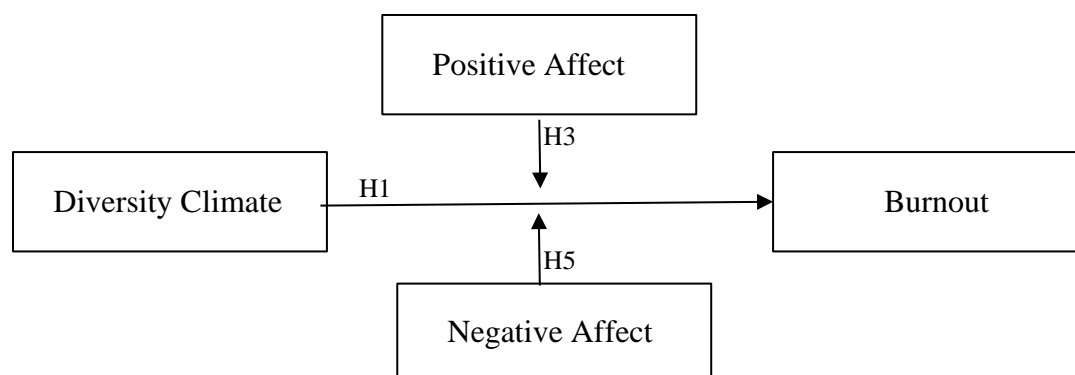 Positive Affect
H3
Diversity Climate
H1
Burnout
H5
Negative Affect